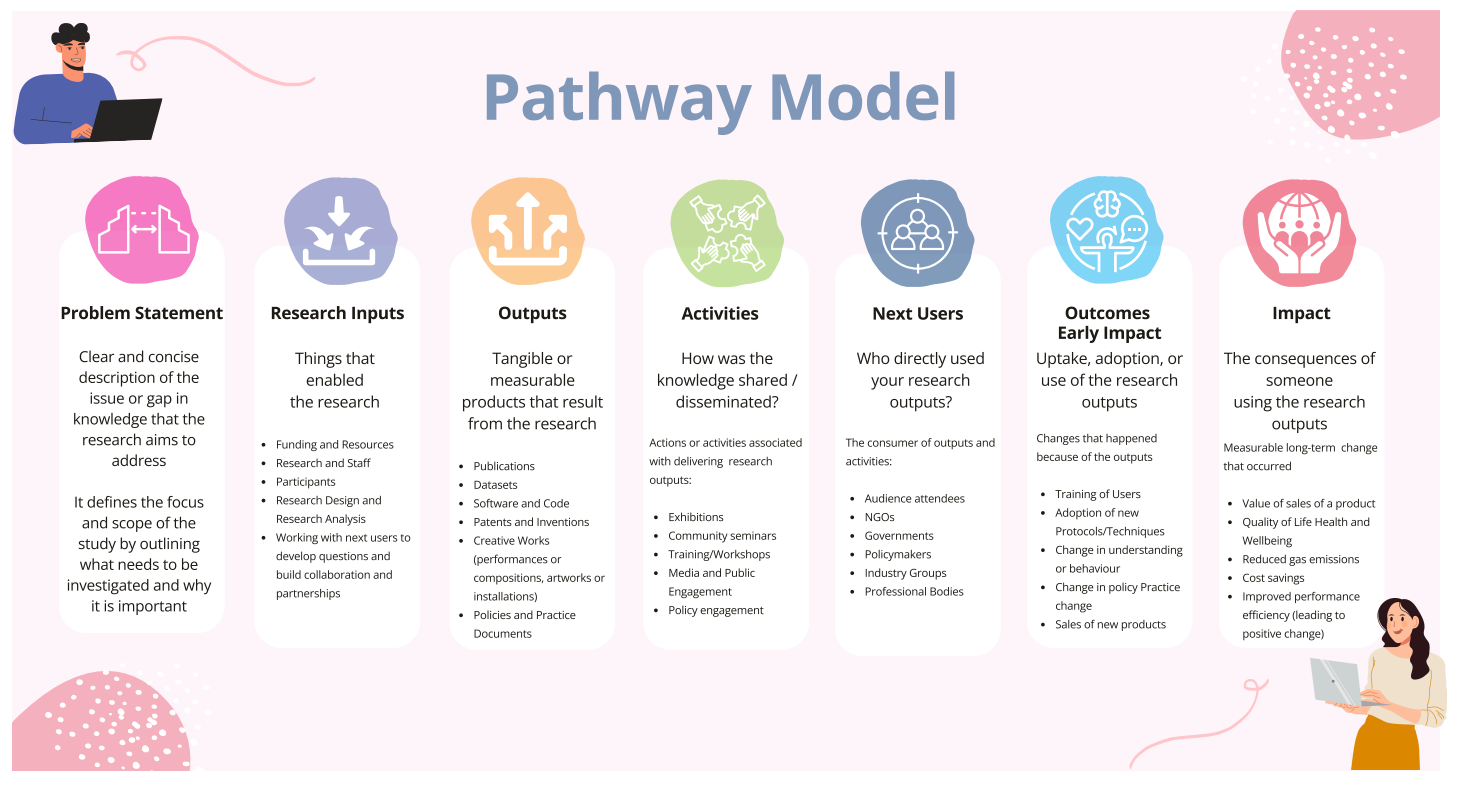 Pathway Model
Problem Statement
Clear and concise
description of the
issue or gap in
knowledge that the
research aims to
address
It defines the focus
and scope of the
study by outlining
what needs to be
investigated and why
it is important
Research Inputs
Things that
enabled
the research
• Funding and Resources
• Research and Staff
• Participants
• Research Design and
Research Analysis
• Working with next users to
develop questions and
build collaboration and
partnerships
Outputs
Tangible or
measurable
products that result
from the research
• Publications
• Datasets
• Software and Code
• Patents and Inventions
• Creative Works
(performances or
compositions, artworks or
installations)
• Policies and Practice
Documents
Activities
How was the
knowledge shared /
disseminated?
Actions or activities associated
with delivering research
outputs:
• Exhibitions
• Community seminars
• Training/Workshops
• Media and Public
Engagement
• Policy engagement
Next Users
Who directly used
your research
outputs?
The consumer of outputs and
activities:
• Audience attendees
• NGOs
• Governments
• Policymakers
• Industry Groups
• Professional Bodies
Outcomes
Early Impact
Uptake, adoption, or
use of the research
outputs
Changes that happened
because of the outputs
• Training of Users
• Adoption of new
Protocols/Techniques
• Change in understanding
or behaviour
• Change in policy Practice
change
• Sales of new products
Impact
The consequences of
someone
using the research
outputs
Measurable long-term change
that occurred
• Value of sales of a product
• Quality of Life Health and
Wellbeing
• Reduced gas emissions
• Cost savings
• Improved performance
efficiency (leading to
positive change)